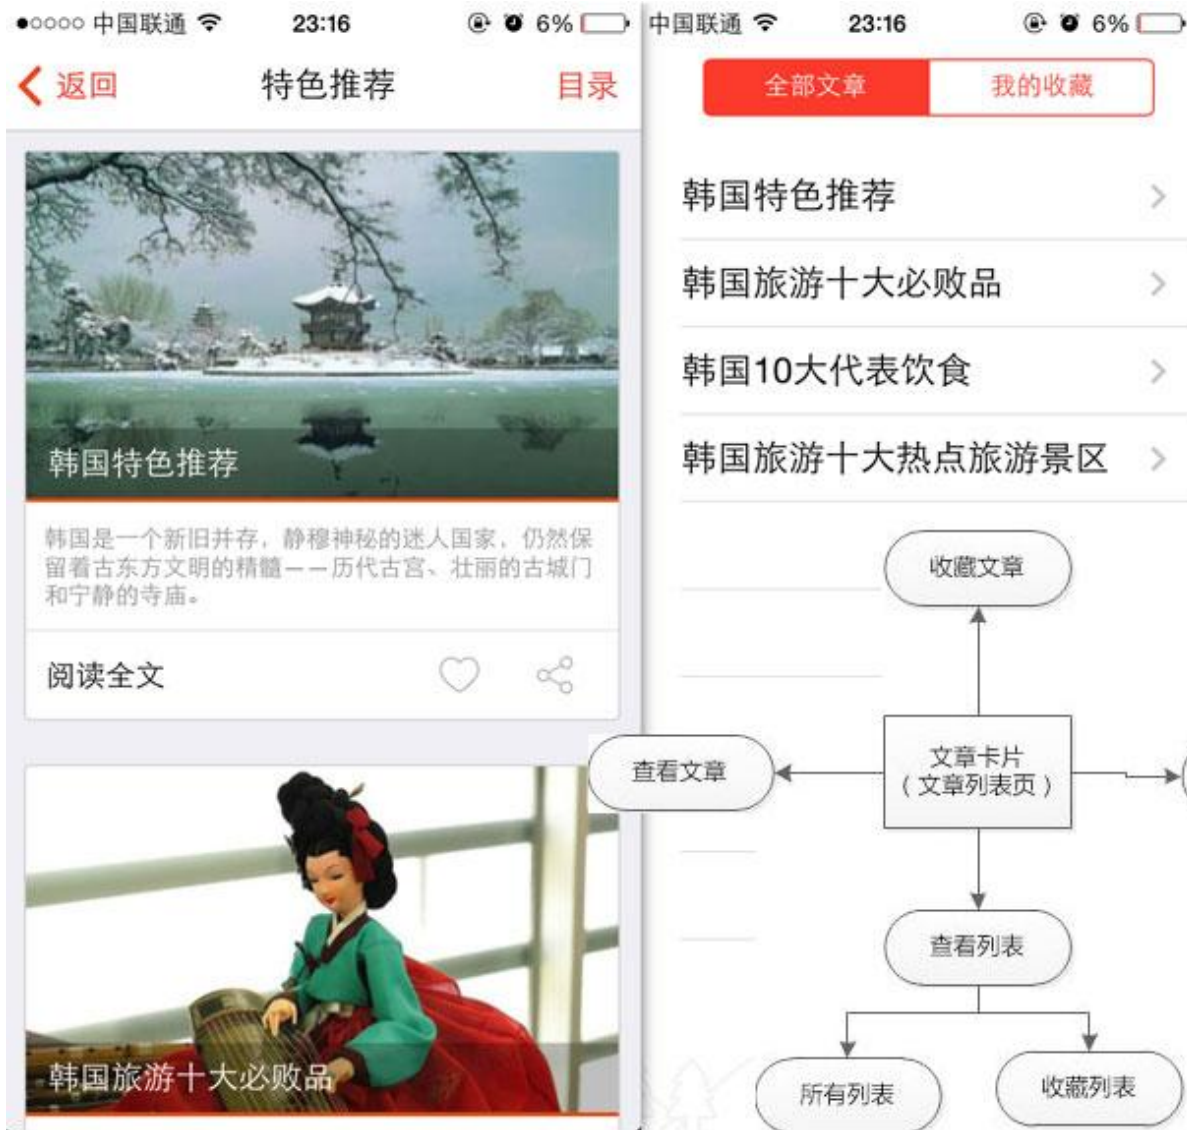 中国联通
23:16
6%
返回
特色推荐
目录
韩国特色推荐
韩国是一个新旧并存，静穆神秘的迷人国家，仍然保
留着古东方文明的精髓——历代古宫、壮丽的古城门
和宁静的寺庙。
阅读全文
韩国旅游十大必败品
中国联通
23:16
6%
全部文章
我的收藏
韩国特色推荐
韩国旅游十大必败品
韩国10大代表饮食
韩国旅游十大热点旅游景区
收藏文章
查看文章
文章卡片
（文章列表页）
查看列表
所有列表
收藏列表